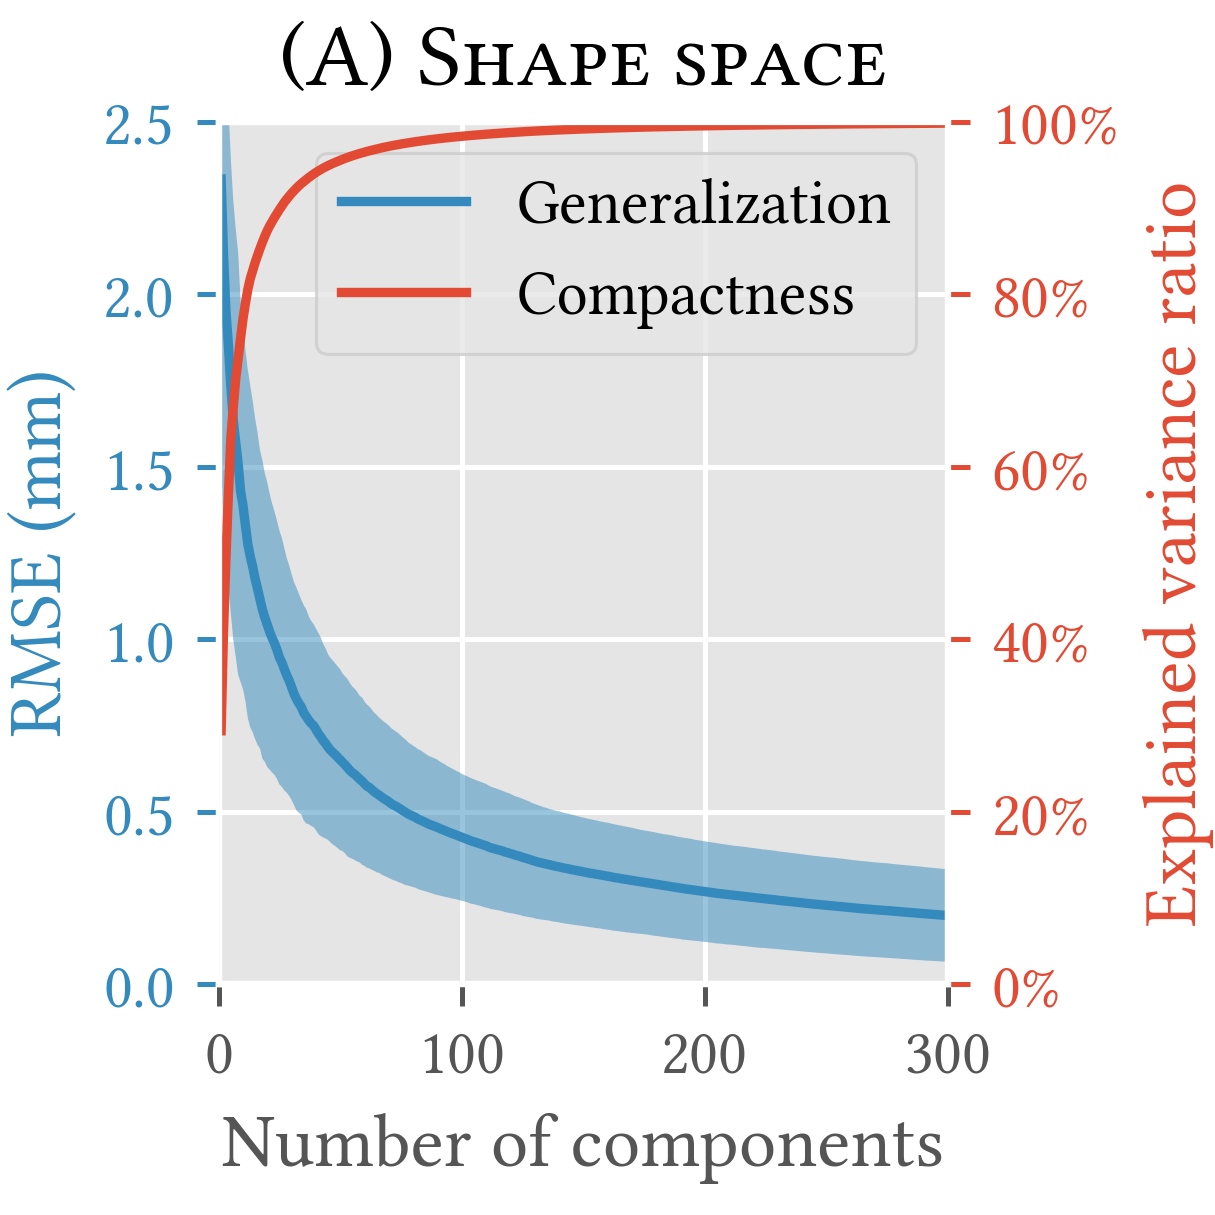 (A) Shape space
2.5
2.0
1.5
1.0
0.5
0.0
RMSE (mm)
Generalization
Compactness
100%
80%
60%
40%
20%
0%
Explained variance ratio
0 100 200 300
Number of components